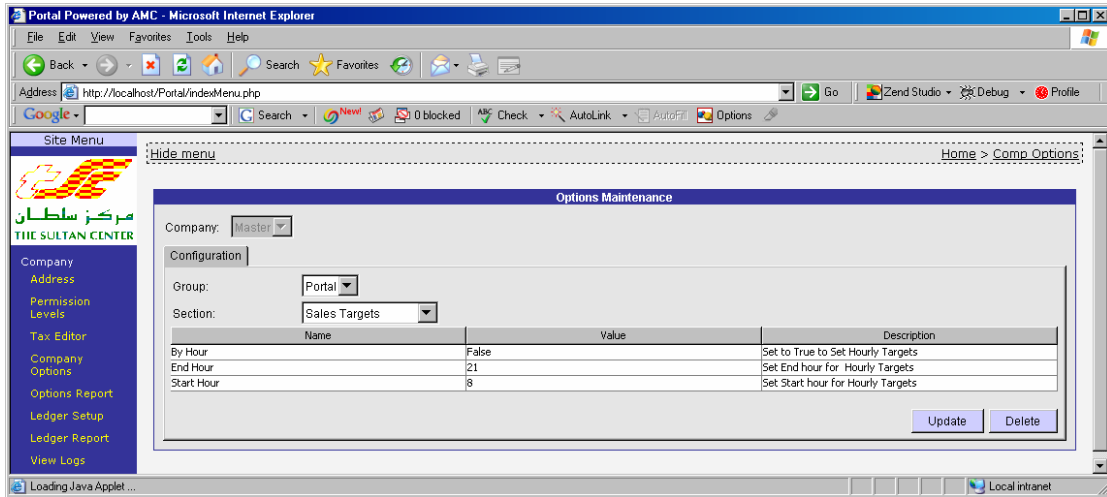 Portal Powered by AMC - Microsoft Internet Explorer
File Edit View Favorites Tools Help
Back Search Favorites
Address http://localhost/Portal/indexMenu.php Go Zend Studio Debug Profile
Google Search New! 0 blocked ABC Check AutoLink AutoFill Options
Site Menu
Hide menu Home > Comp Options
مركز سلطان
THE SULTAN CENTER
Company
Address
Permission
Levels
Tax Editor
Company
Options
Options Report
Ledger Setup
Ledger Report
View Logs
Options Maintenance
Company: Master
Configuration
Group: Portal
Section: Sales Targets
Name Value Description
By Hour False Set to True to Set Hourly Targets
End Hour 21 Set End hour for Hourly Targets
Start Hour 8 Set Start hour for Hourly Targets
Update Delete
Loading Java Applet ... Local intranet